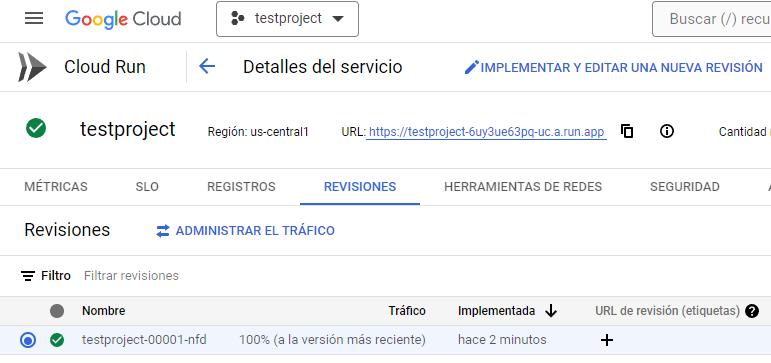 Google Cloud testproject Buscar (/) recu
Cloud Run Detalles del servicio IMPLEMENTAR Y EDITAR UNA NUEVA REVISIÓN
testproject Región: us-central1 URL: https://testproject-6uy3ue63pq-uc.a.run.app Cantidad
MÉTRICAS SLO REGISTROS REVISIONES HERRAMIENTAS DE REDES SEGURIDAD
Revisiones ADMINISTRAR EL TRÁFICO
Filtro Filtrar revisiones
Nombre Tráfico Implementada URL de revisión (etiquetas)
testproject-00001-nfd 100% (a la versión más reciente) hace 2 minutos